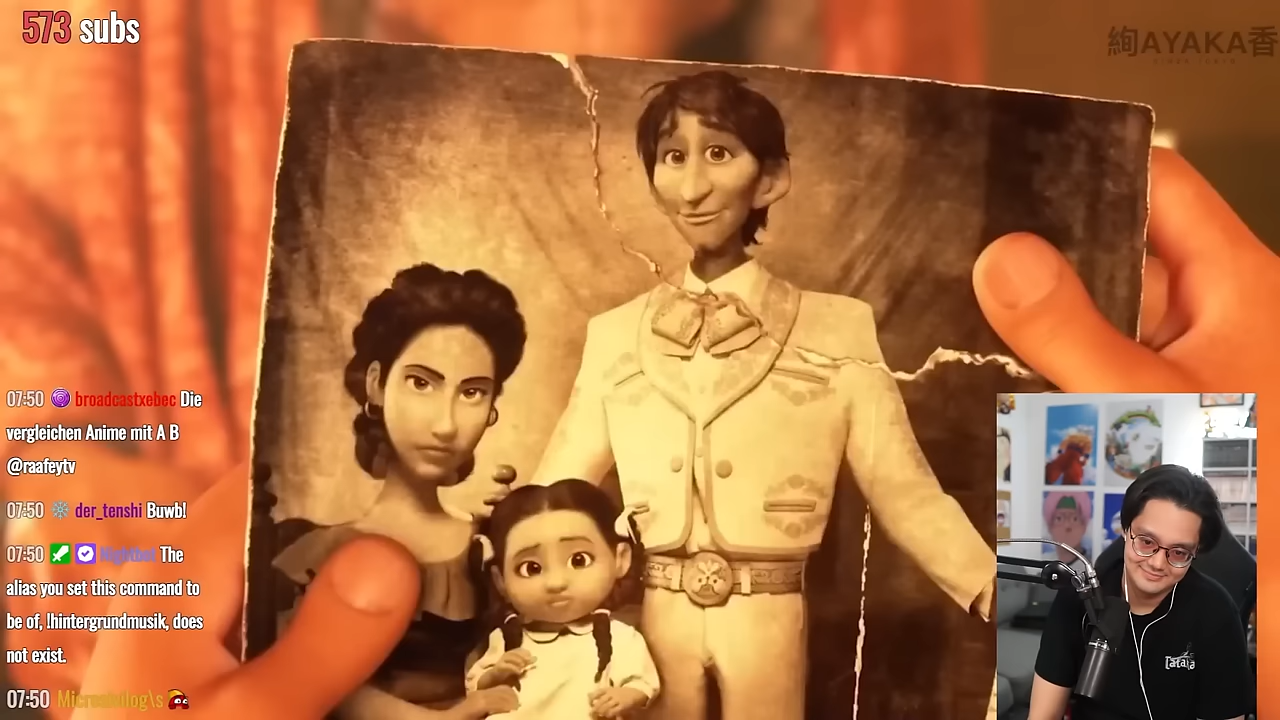 573 subs
絢AYAKA香
07:50 broadcastxebec Die
vergleichen Anime mit A B
@raafeytv
07:50 der_tenshi Buwb!
07:50 Nightbot The
alias you set this command to
be of, !hintergrundmusik, does
not exist.
07:50